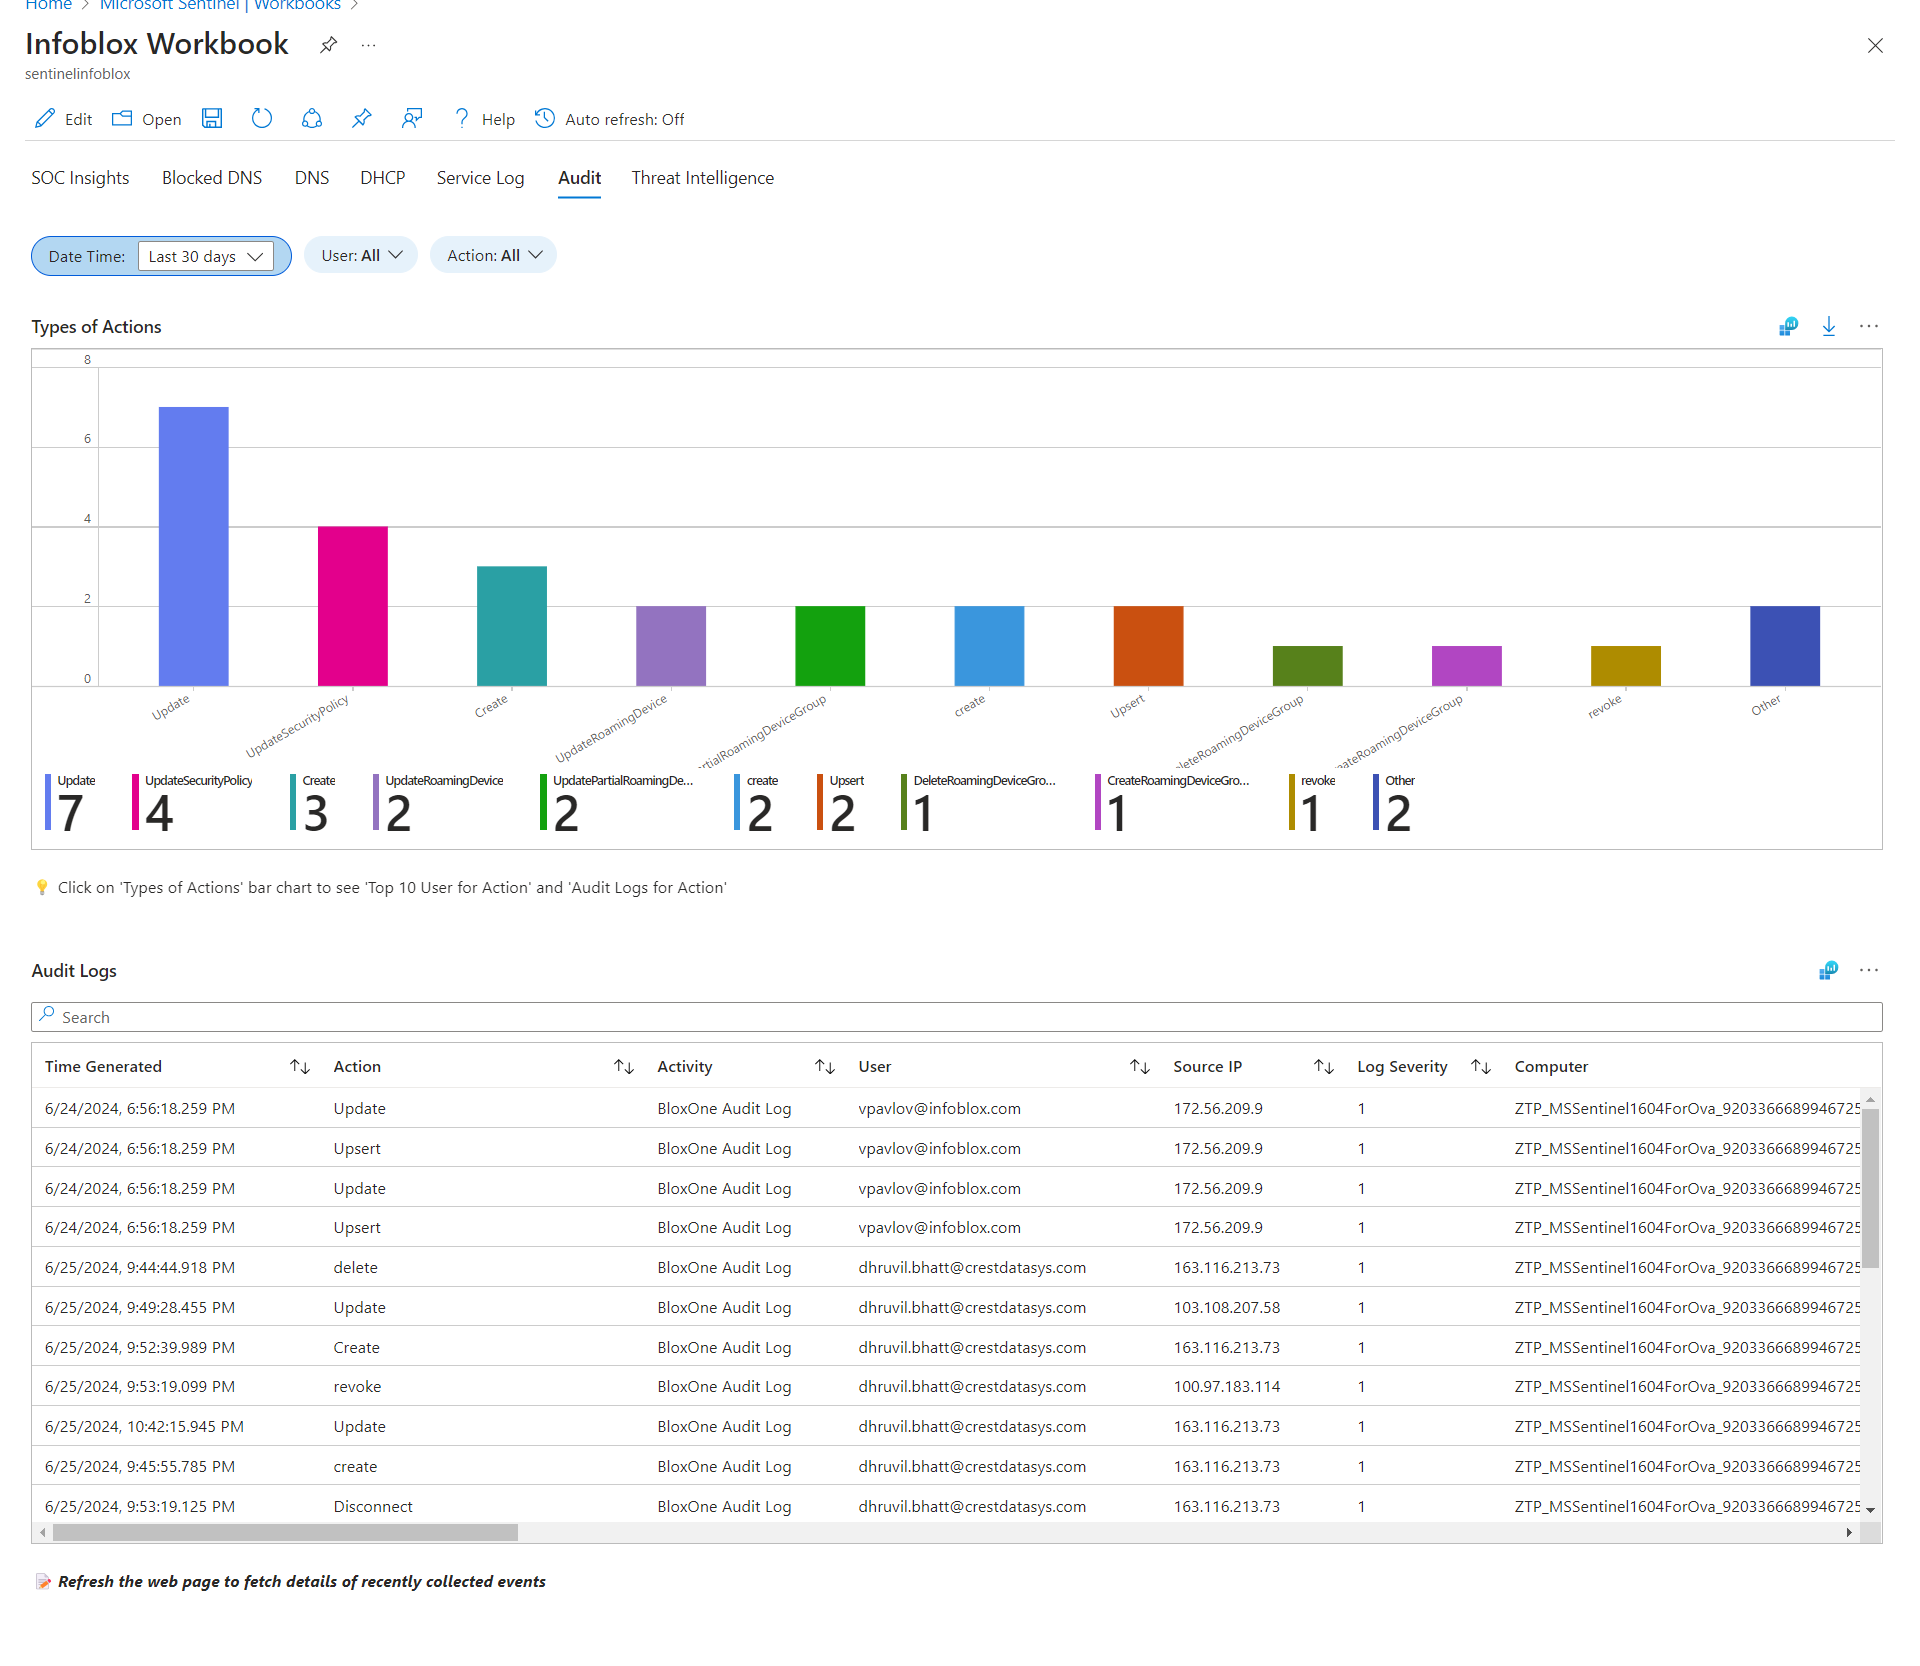 Home > Microsoft Sentinel | Workbooks >
Infoblox Workbook ...
sentinelinfoblox
Edit Open Help Auto refresh: Off
SOC Insights Blocked DNS DNS DHCP Service Log Audit Threat Intelligence
Date Time: Last 30 days User: All Action: All
Types of Actions
8
6
4
2
0
Update UpdateSecurityPolicy Create UpdateRoamingDevice rtialRoamingDeviceGroup create Upsert leteRoamingDeviceGroup ateRoamingDeviceGroup revoke Other
Update UpdateSecurityPolicy Create UpdateRoamingDevice UpdatePartialRoamingDe... create Upsert DeleteRoamingDeviceGro... CreateRoamingDeviceGro... revoke Other
7 4 3 2 2 2 2 1 1 1 2
Click on 'Types of Actions' bar chart to see 'Top 10 User for Action' and 'Audit Logs for Action'
Audit Logs
Search
Time Generated Action Activity User Source IP Log Severity Computer
6/24/2024, 6:56:18.259 PM Update BloxOne Audit Log vpavlov@infoblox.com 172.56.209.9 1 ZTP_MSSentinel1604ForOva_9203366689946725
6/24/2024, 6:56:18.259 PM Upsert BloxOne Audit Log vpavlov@infoblox.com 172.56.209.9 1 ZTP_MSSentinel1604ForOva_9203366689946725
6/24/2024, 6:56:18.259 PM Update BloxOne Audit Log vpavlov@infoblox.com 172.56.209.9 1 ZTP_MSSentinel1604ForOva_9203366689946725
6/24/2024, 6:56:18.259 PM Upsert BloxOne Audit Log vpavlov@infoblox.com 172.56.209.9 1 ZTP_MSSentinel1604ForOva_9203366689946725
6/25/2024, 9:44:44.918 PM delete BloxOne Audit Log dhruvil.bhatt@crestdatasys.com 163.116.213.73 1 ZTP_MSSentinel1604ForOva_9203366689946725
6/25/2024, 9:49:28.455 PM Update BloxOne Audit Log dhruvil.bhatt@crestdatasys.com 103.108.207.58 1 ZTP_MSSentinel1604ForOva_9203366689946725
6/25/2024, 9:52:39.989 PM Create BloxOne Audit Log dhruvil.bhatt@crestdatasys.com 163.116.213.73 1 ZTP_MSSentinel1604ForOva_9203366689946725
6/25/2024, 9:53:19.099 PM revoke BloxOne Audit Log dhruvil.bhatt@crestdatasys.com 100.97.183.114 1 ZTP_MSSentinel1604ForOva_9203366689946725
6/25/2024, 10:42:15.945 PM Update BloxOne Audit Log dhruvil.bhatt@crestdatasys.com 163.116.213.73 1 ZTP_MSSentinel1604ForOva_9203366689946725
6/25/2024, 9:45:55.785 PM create BloxOne Audit Log dhruvil.bhatt@crestdatasys.com 163.116.213.73 1 ZTP_MSSentinel1604ForOva_9203366689946725
6/25/2024, 9:53:19.125 PM Disconnect BloxOne Audit Log dhruvil.bhatt@crestdatasys.com 163.116.213.73 1 ZTP_MSSentinel1604ForOva_9203366689946725
Refresh the web page to fetch details of recently collected events